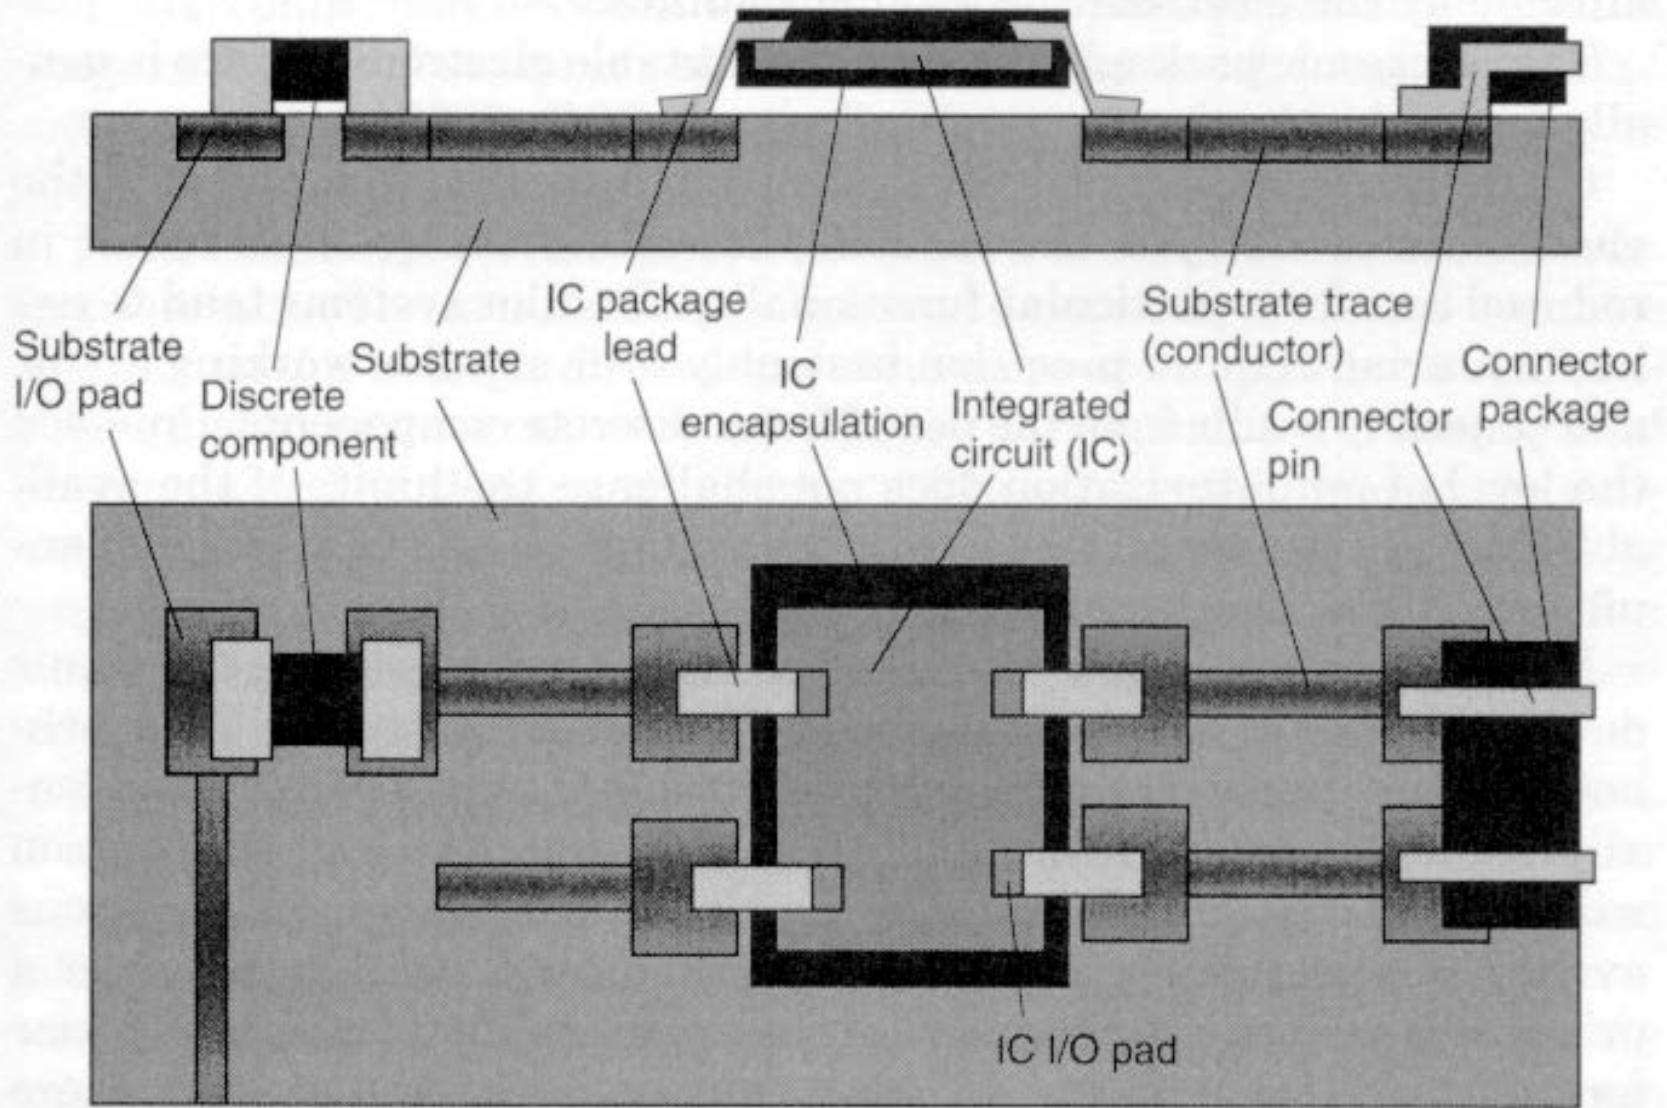 Substrate
I/O pad
Discrete
component
Substrate
IC package
lead
IC
encapsulation
Integrated
circuit (IC)
Substrate trace
(conductor)
Connector
pin
Connector
package
IC I/O pad